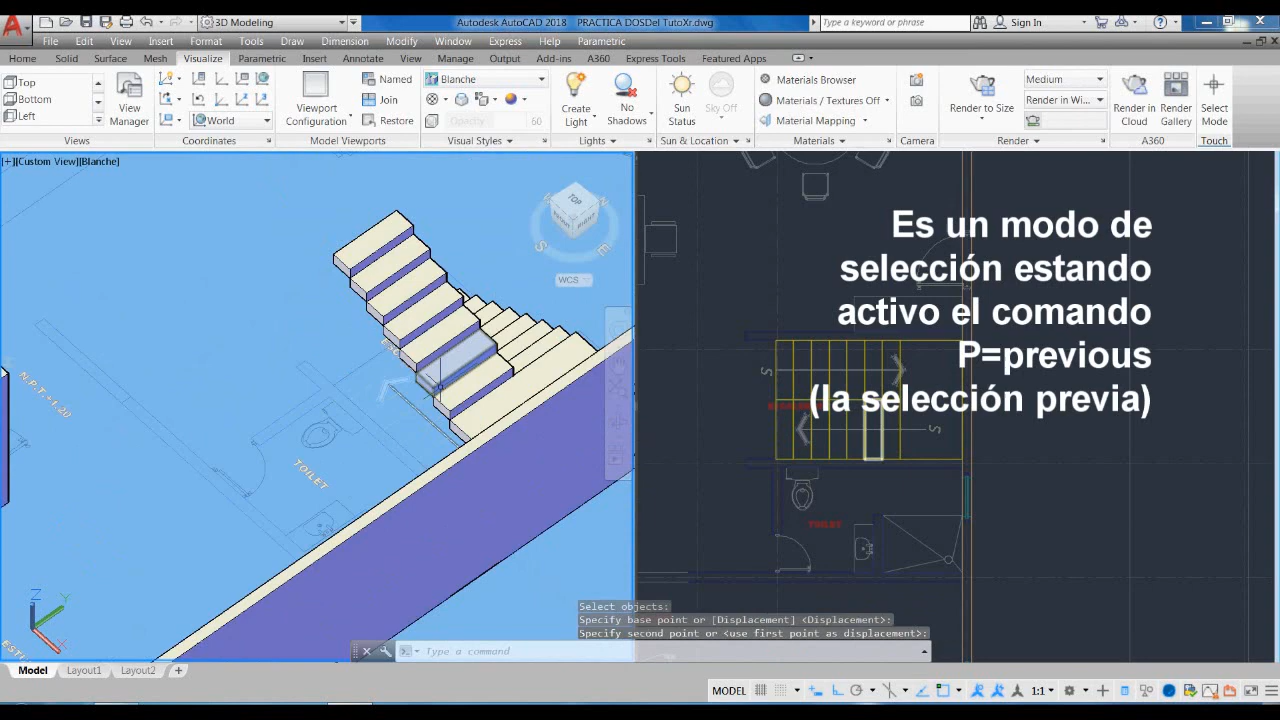 Autodesk AutoCAD 2018 PRACTICA DOSDel TutoXr.dwg
3D Modeling
Type a keyword or phrase
Sign In
File Edit View Insert Format Tools Draw Dimension Modify Window Express Help Parametric
Home Solid Surface Mesh Visualize Parametric Insert Annotate View Manage Output Add-ins A360 Express Tools Featured Apps
Top
Bottom
Left
View Manager
World
Viewport Configuration
Named
Join
Restore
Blanche
Opacity 60
Create Light
No Shadows
Sun Status
Sky Off
Materials Browser
Materials / Textures Off
Material Mapping
Render to Size
Medium
Render in Wi...
Render in Cloud
Render Gallery
Select Mode
Views Coordinates Model Viewports Visual Styles Lights Sun & Location Materials Camera Render A360 Touch
[+][Custom View][Blanche]
TOP
FRONT
RIGHT
S
E
WCS
N.P.T.+1.20
TOILET
Z
Y
X
Es un modo de
selección estando
activo el comando
P=previous
(la selección previa)
S
S
TOILET
Select objects:
Specify base point or [Displacement] <Displacement>:
Specify second point or <use first point as displacement>:
Type a command
Model Layout1 Layout2 +
MODEL
1:1